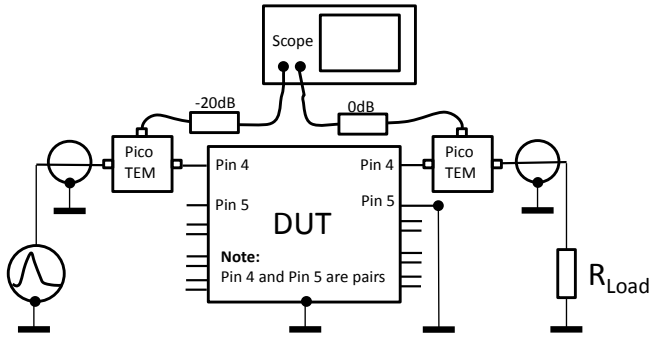 Scope
-20dB
0dB
Pico
TEM
Pin 4
Pin 4
Pico
TEM
Pin 5
Pin 5
DUT
Note:
Pin 4 and Pin 5 are pairs
RLoad